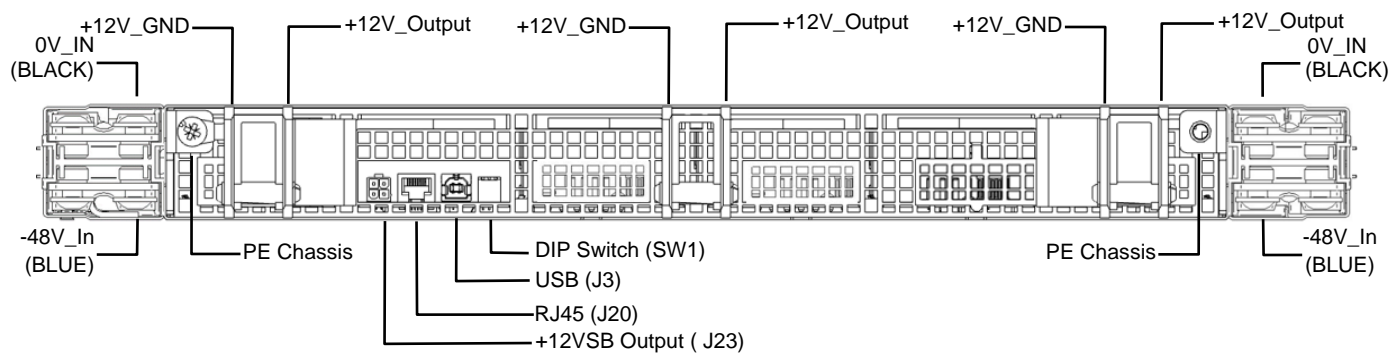 +12V_GND
+12V_Output
+12V_GND
+12V_Output
+12V_GND
+12V_Output
0V_IN
(BLACK)
0V_IN
(BLACK)
-48V_In
(BLUE)
PE Chassis
DIP Switch (SW1)
USB (J3)
RJ45 (J20)
+12VSB Output ( J23)
PE Chassis
-48V_In
(BLUE)